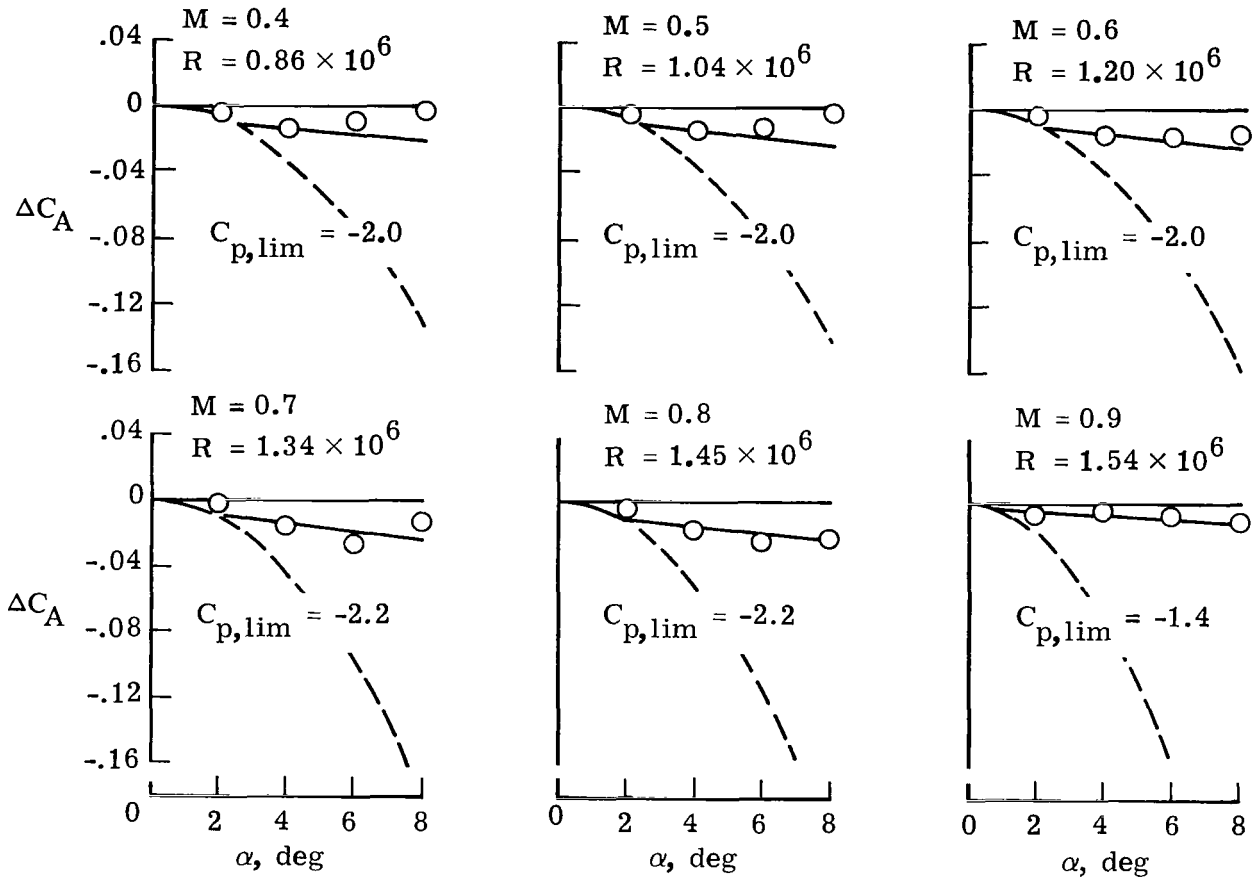 M = 0.4
R = 0.86 × 10^6
.04
0
-.04
-.08
-.12
-.16
ΔC_A
C_p,lim = -2.0
M = 0.5
R = 1.04 × 10^6
C_p,lim = -2.0
M = 0.6
R = 1.20 × 10^6
C_p,lim = -2.0
M = 0.7
R = 1.34 × 10^6
.04
0
-.04
-.08
-.12
-.16
ΔC_A
C_p,lim = -2.2
0 2 4 6 8
α, deg
M = 0.8
R = 1.45 × 10^6
C_p,lim = -2.2
0 2 4 6 8
α, deg
M = 0.9
R = 1.54 × 10^6
C_p,lim = -1.4
0 2 4 6 8
α, deg